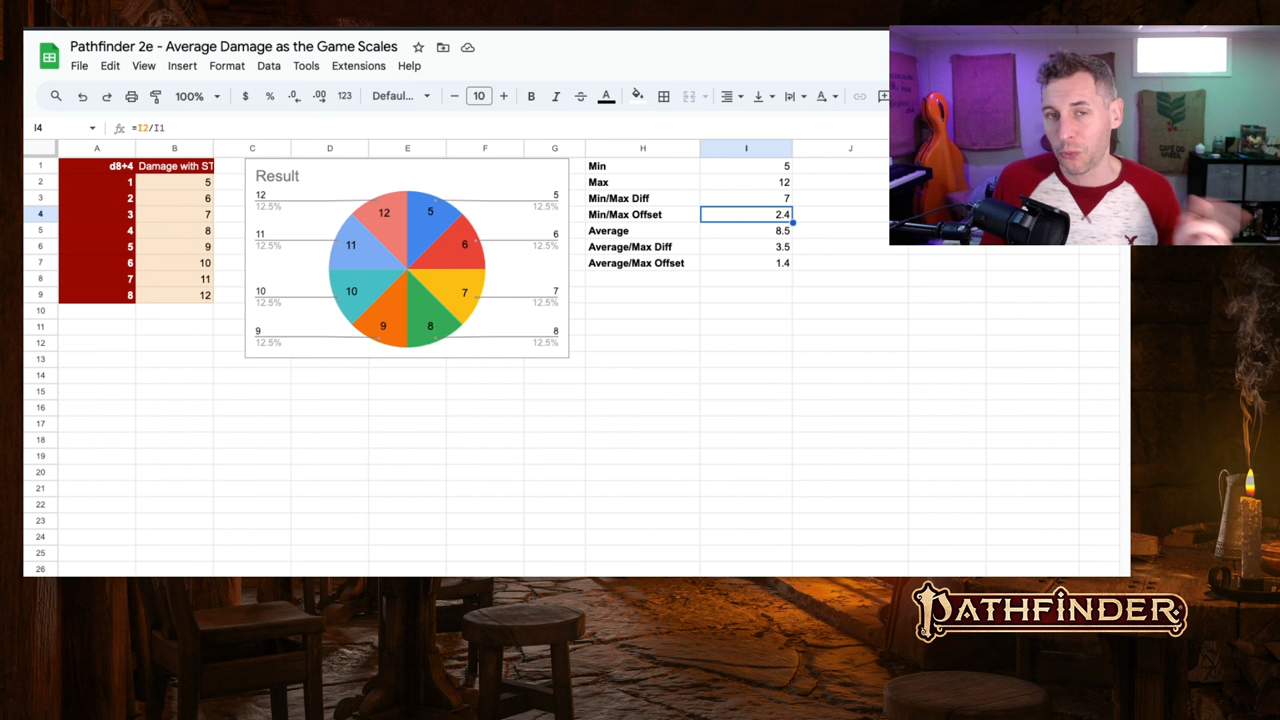 Pathfinder 2e - Average Damage as the Game Scales
File Edit View Insert Format Data Tools Extensions Help
100% $ % .0 .00 123 Defaul... − 10 + B I A
I4 fx =I2/I1
A B C D E F G H I J
1 d8+4 Damage with ST Min 5
2 1 5 Max 12
3 2 6 Min/Max Diff 7
4 3 7 Min/Max Offset 2.4
5 4 8 Average 8.5
6 5 9 Average/Max Diff 3.5
7 6 10 Average/Max Offset 1.4
8 7 11
9 8 12
10
11
12
13
14
15
16
17
18
19
20
21
22
23
24
25
26
Result
12 12 5 5
12.5% 12.5%
11 11 6 6
12.5% 12.5%
10 10 7 7
12.5% 12.5%
9 9 8 8
12.5% 12.5%
CAFÉ DO BRASIL
PATHFINDER